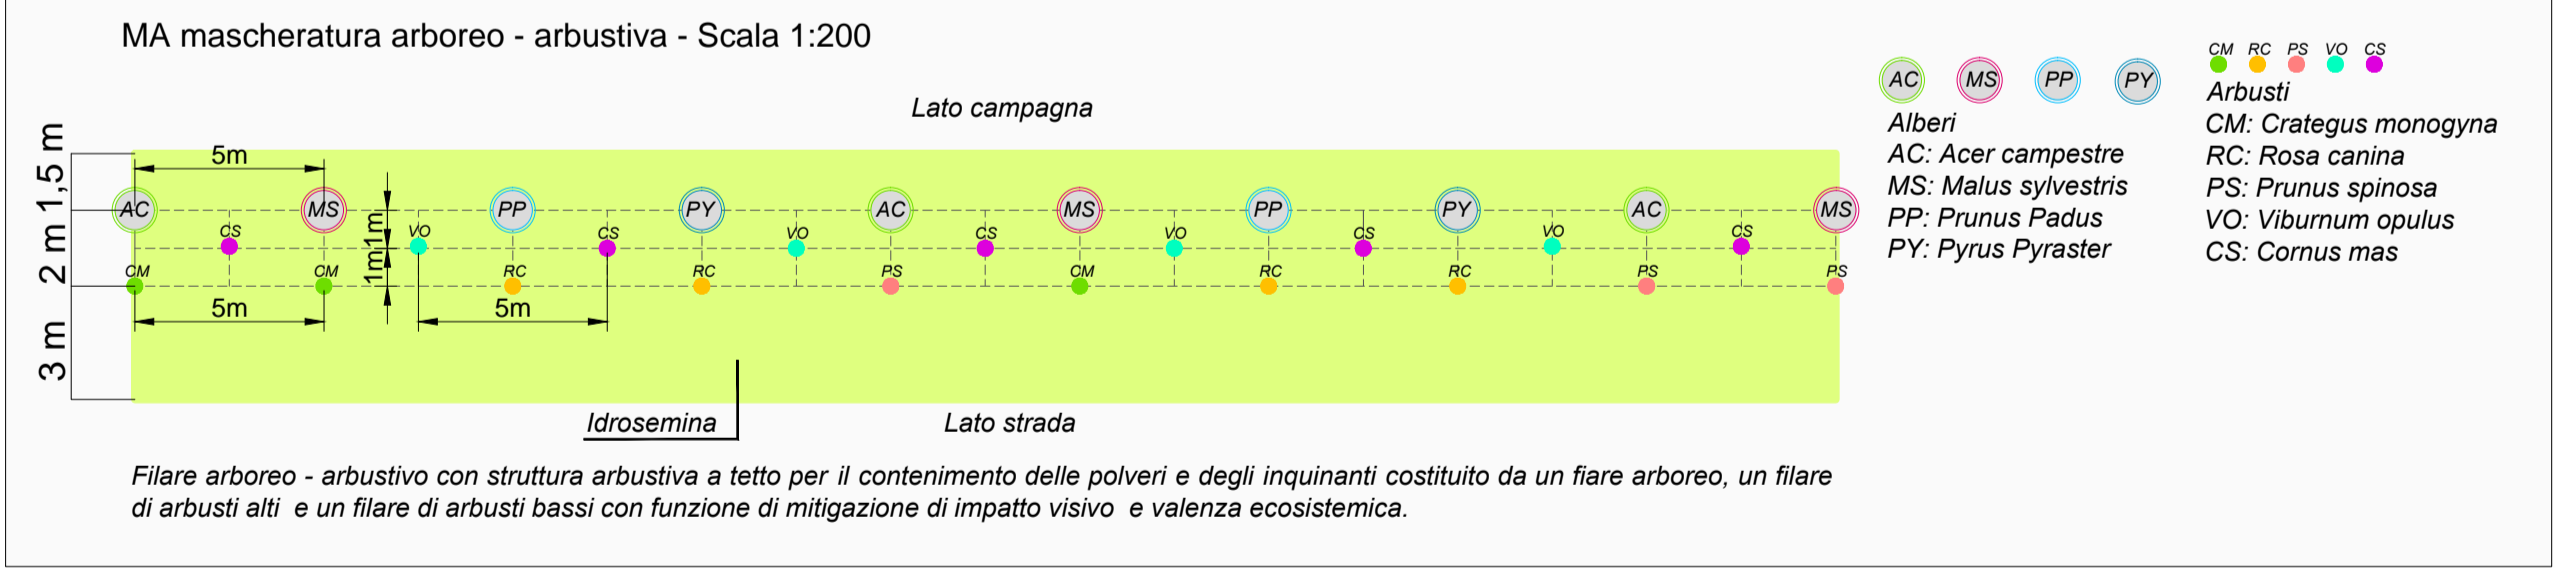 MA mascheratura arboreo - arbustiva - Scala 1:200
CM RC PS VO CS
AC MS PP PY
Arbusti
Lato campagna
Alberi
CM: Crategus monogyna
AC: Acer campestre
RC: Rosa canina
MS: Malus sylvestris
PS: Prunus spinosa
PP: Prunus Padus
VO: Viburnum opulus
PY: Pyrus Pyraster
CS: Cornus mas
1,5 m
5m
AC MS PP PY AC MS PP PY AC MS
1m
CS VO CS VO CS VO CS VO CS
2 m
1m
CM CM RC RC PS CM RC RC PS PS
5m 5m
3 m
Idrosemina
Lato strada
Filare arboreo - arbustivo con struttura arbustiva a tetto per il contenimento delle polveri e degli inquinanti costituito da un fiare arboreo, un filare
di arbusti alti e un filare di arbusti bassi con funzione di mitigazione di impatto visivo e valenza ecosistemica.